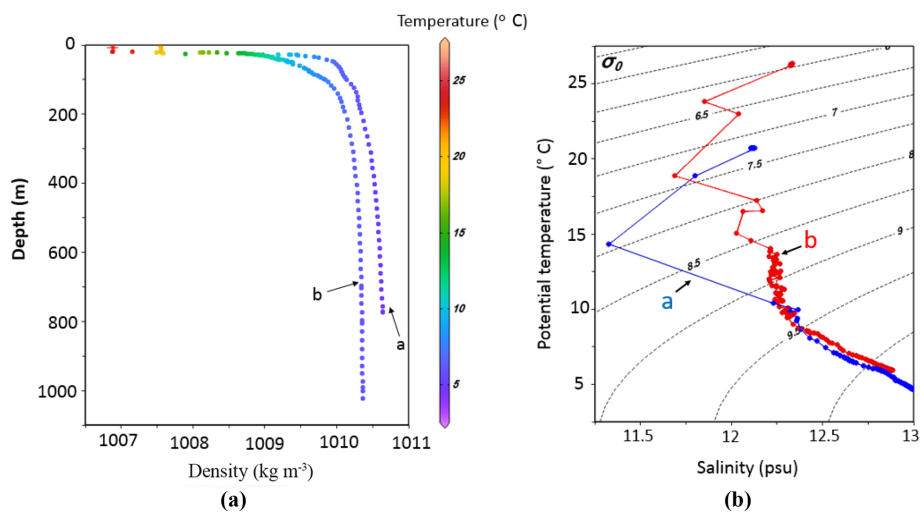 (a)
Temperature (° C)
0
200
400
600
800
1000
Depth (m)
1007
1008
1009
1010
1011
Density (kg m-3)
b
a
25
20
15
10
5
(a)
σ0
25
20
15
10
5
Potential temperature (° C)
6
6.5
7
7.5
8
8.5
9
9
b
a
11.5
12
12.5
13
Salinity (psu)
(b)